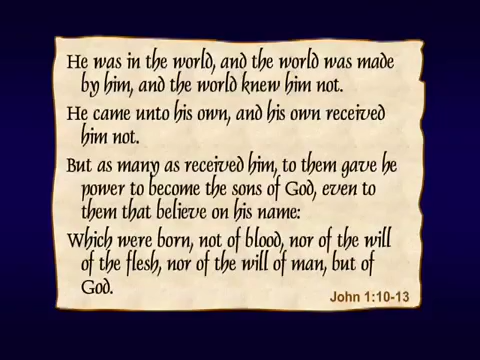 He was in the world, and the world was made
by him, and the world knew him not.
He came unto his own, and his own received
him not.
But as many as received him, to them gave he
power to become the sons of God, even to
them that believe on his name:
Which were born, not of blood, nor of the will
of the flesh, nor of the will of man, but of
God.
John 1:10-13